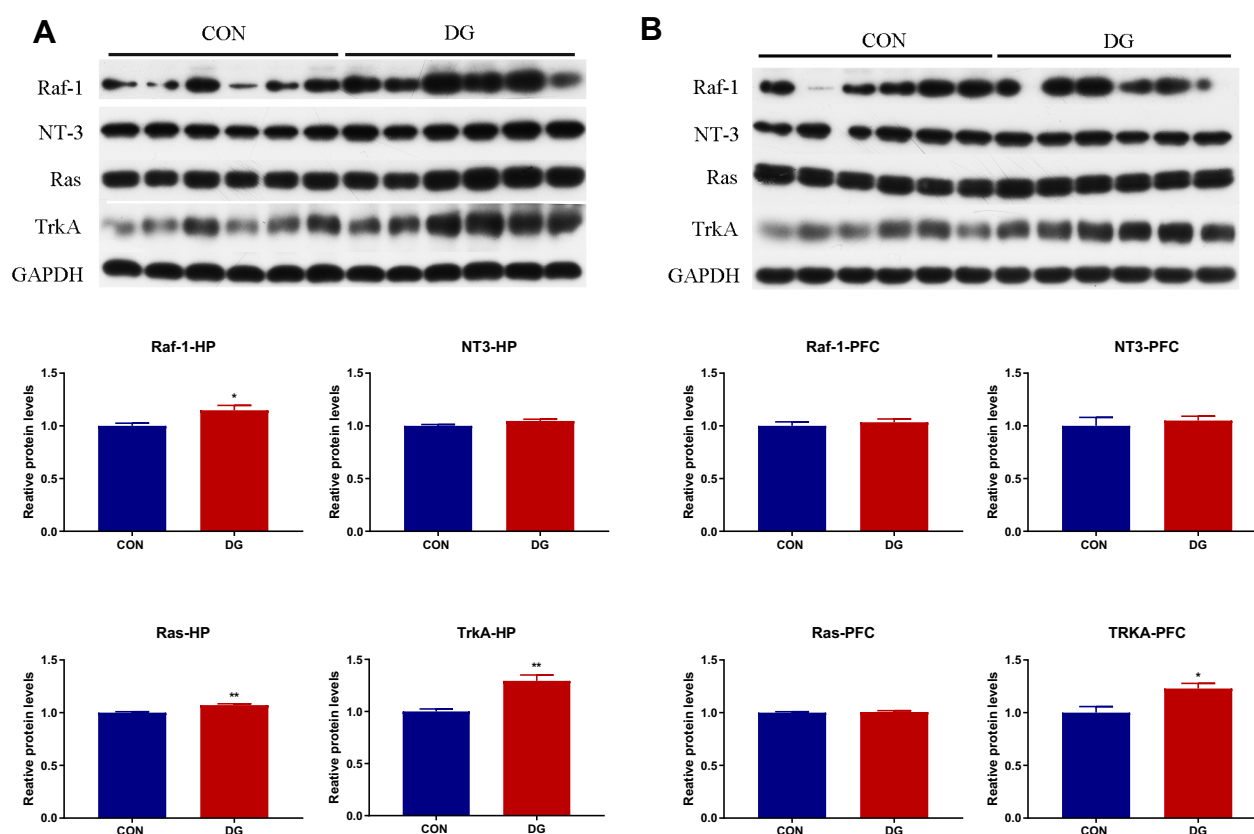 A
CON DG
Raf-1
NT-3
Ras
TrkA
GAPDH
B
CON DG
Raf-1
NT-3
Ras
TrkA
GAPDH
Raf-1-HP
Reative protein levels
1.5
1.0
0.5
0.0
*
CON DG
NT3-HP
Reative protein levels
1.5
1.0
0.5
0.0
CON DG
Raf-1-PFC
Reative protein levels
1.5
1.0
0.5
0.0
CON DG
NT3-PFC
Reative protein levels
1.5
1.0
0.5
0.0
CON DG
Ras-HP
Reative protein levels
1.5
1.0
0.5
0.0
**
CON DG
TrkA-HP
Reative protein levels
1.5
1.0
0.5
0.0
**
CON DG
Ras-PFC
Reative protein levels
1.5
1.0
0.5
0.0
CON DG
TRKA-PFC
Reative protein levels
1.5
1.0
0.5
0.0
*
CON DG